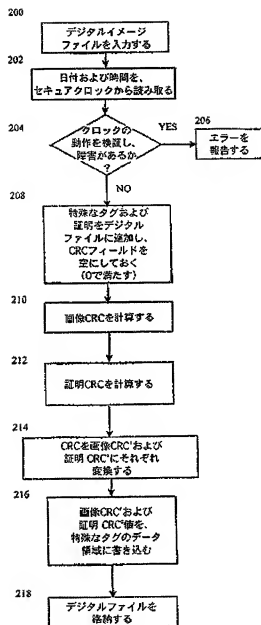 200
デジタルイメージ
ファイルを入力する
202
日付および時間を、
セキュアクロックから読み取る
204
クロックの
動作を検証し、
障害があるか
?
YES
206
エラーを
報告する
NO
208
特殊なタグおよび
証明をデジタル
ファイルに追加し、
CRCフィールドを
空にしておく
(0で満たす)
210
画像CRCを計算する
212
証明CRCを計算する
214
CRCを画像CRC'および
証明 CRC'にそれぞれ
変換する
216
画像CRC'および
証明 CRC'値を、
特殊なタグのデータ
領域に書き込む
218
デジタルファイルを
格納する